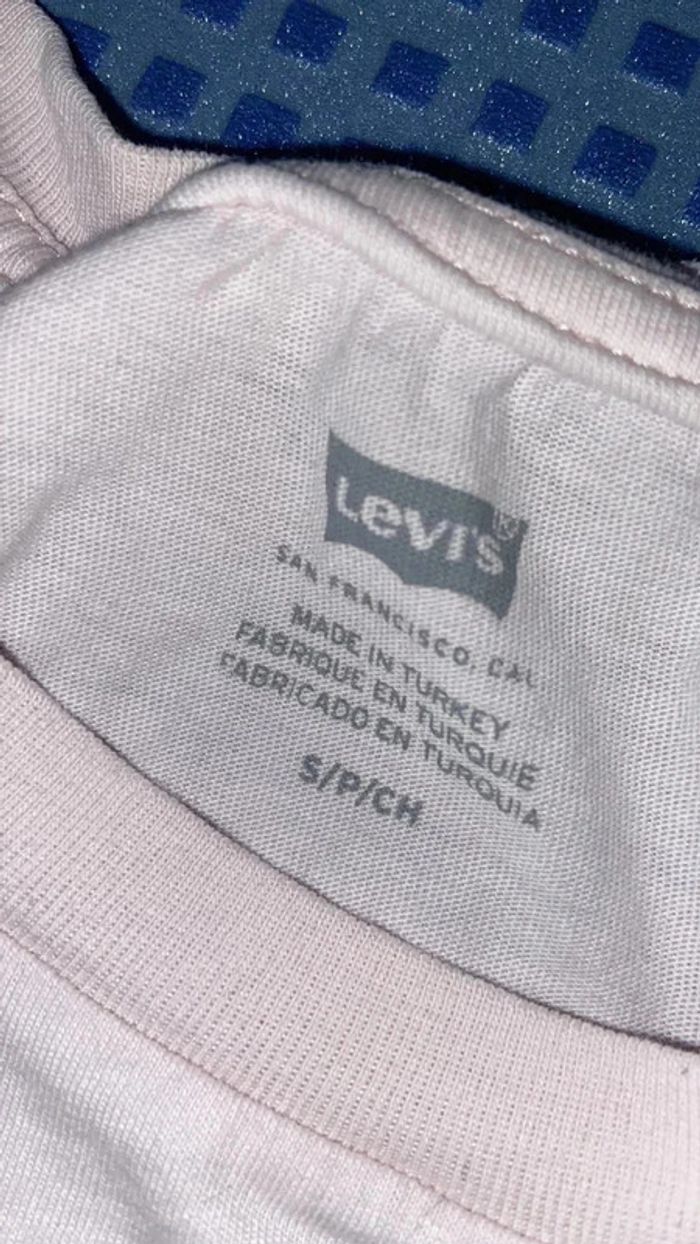 Levi's
SAN FRANCISCO, CAL
MADE IN TURKEY
FABRIQUE EN TURQUIE
FABRICADO EN TURQUIA
S/P/CH